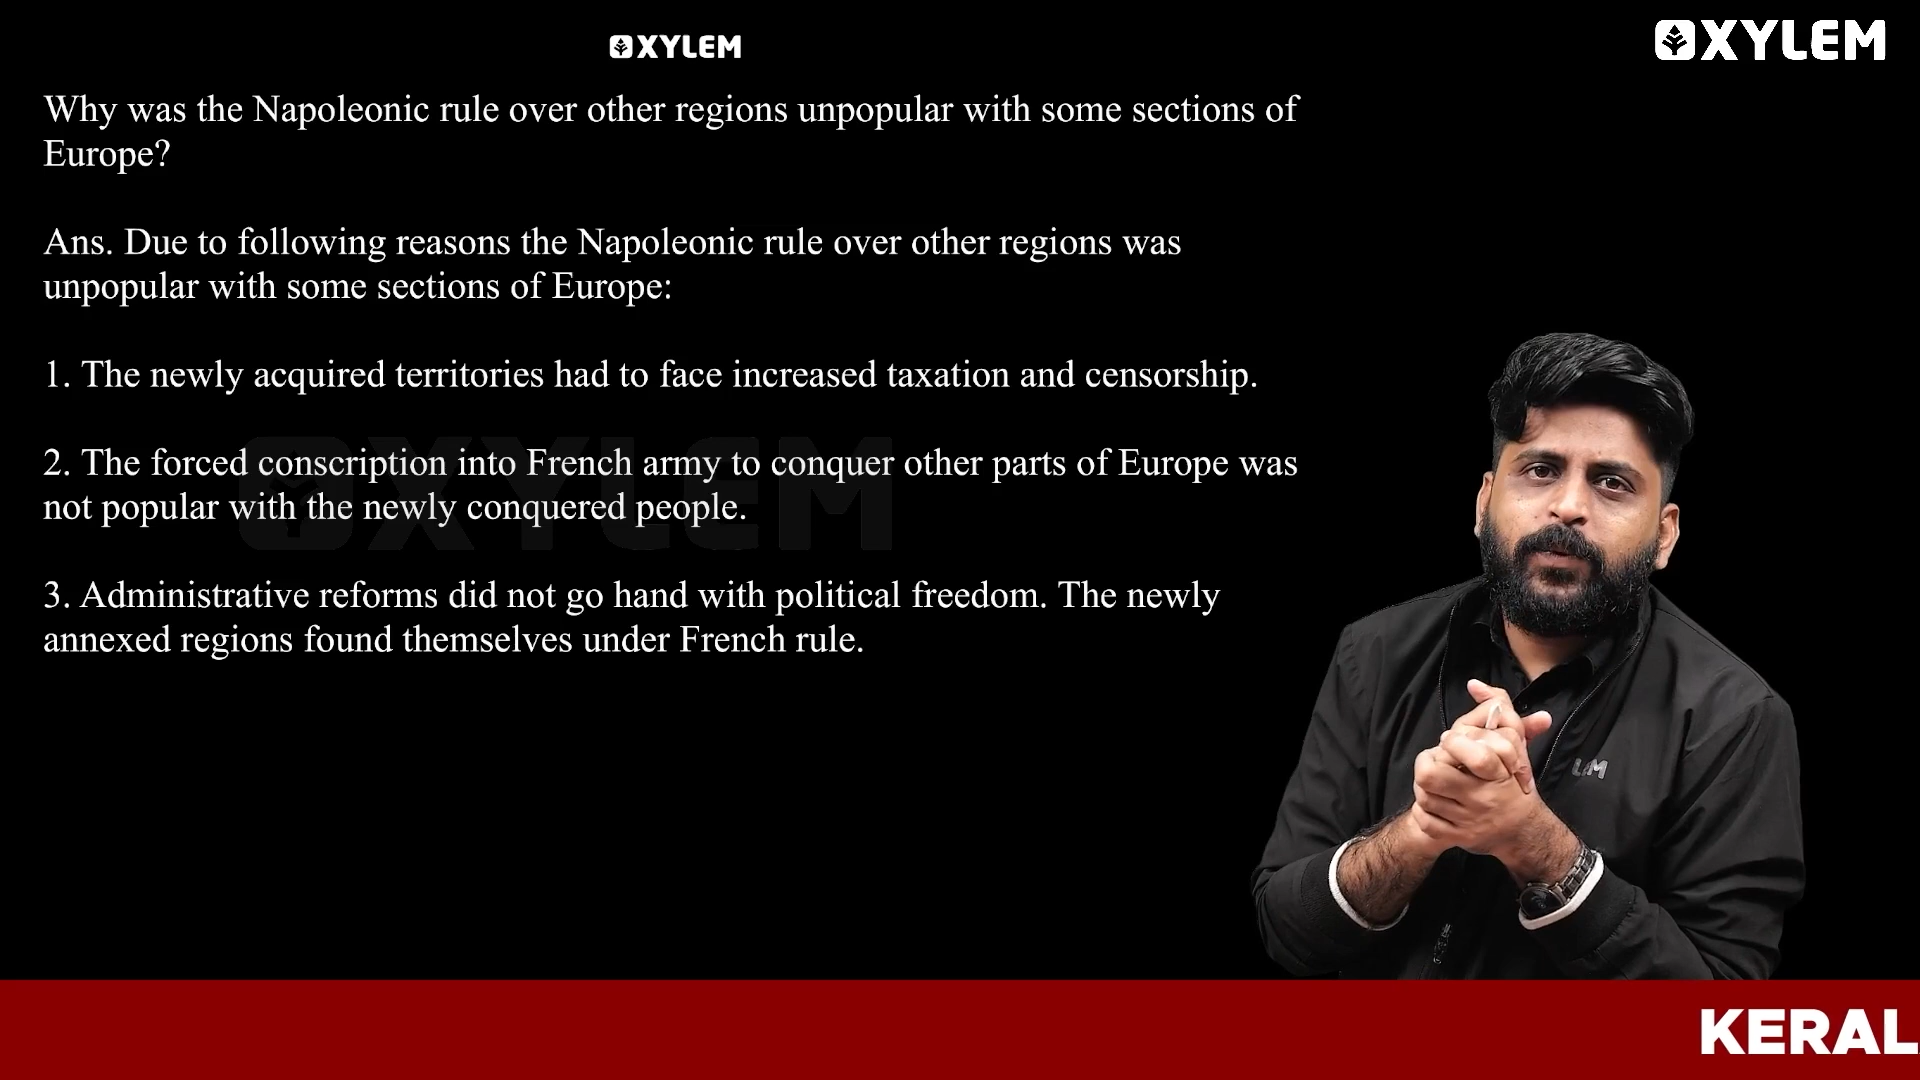 XYLEM
XYLEM
Why was the Napoleonic rule over other regions unpopular with some sections of
Europe?
Ans. Due to following reasons the Napoleonic rule over other regions was
unpopular with some sections of Europe:
1. The newly acquired territories had to face increased taxation and censorship.
2. The forced conscription into French army to conquer other parts of Europe was
not popular with the newly conquered people.
3. Administrative reforms did not go hand with political freedom. The newly
annexed regions found themselves under French rule.
XYLEM
LEM
KERAL